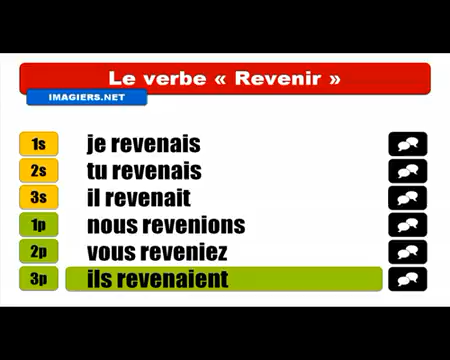 Le verbe « Revenir »
IMAGIERS.NET
1s je revenais
2s tu revenais
3s il revenait
1p nous revenions
2p vous reveniez
3p ils revenaient